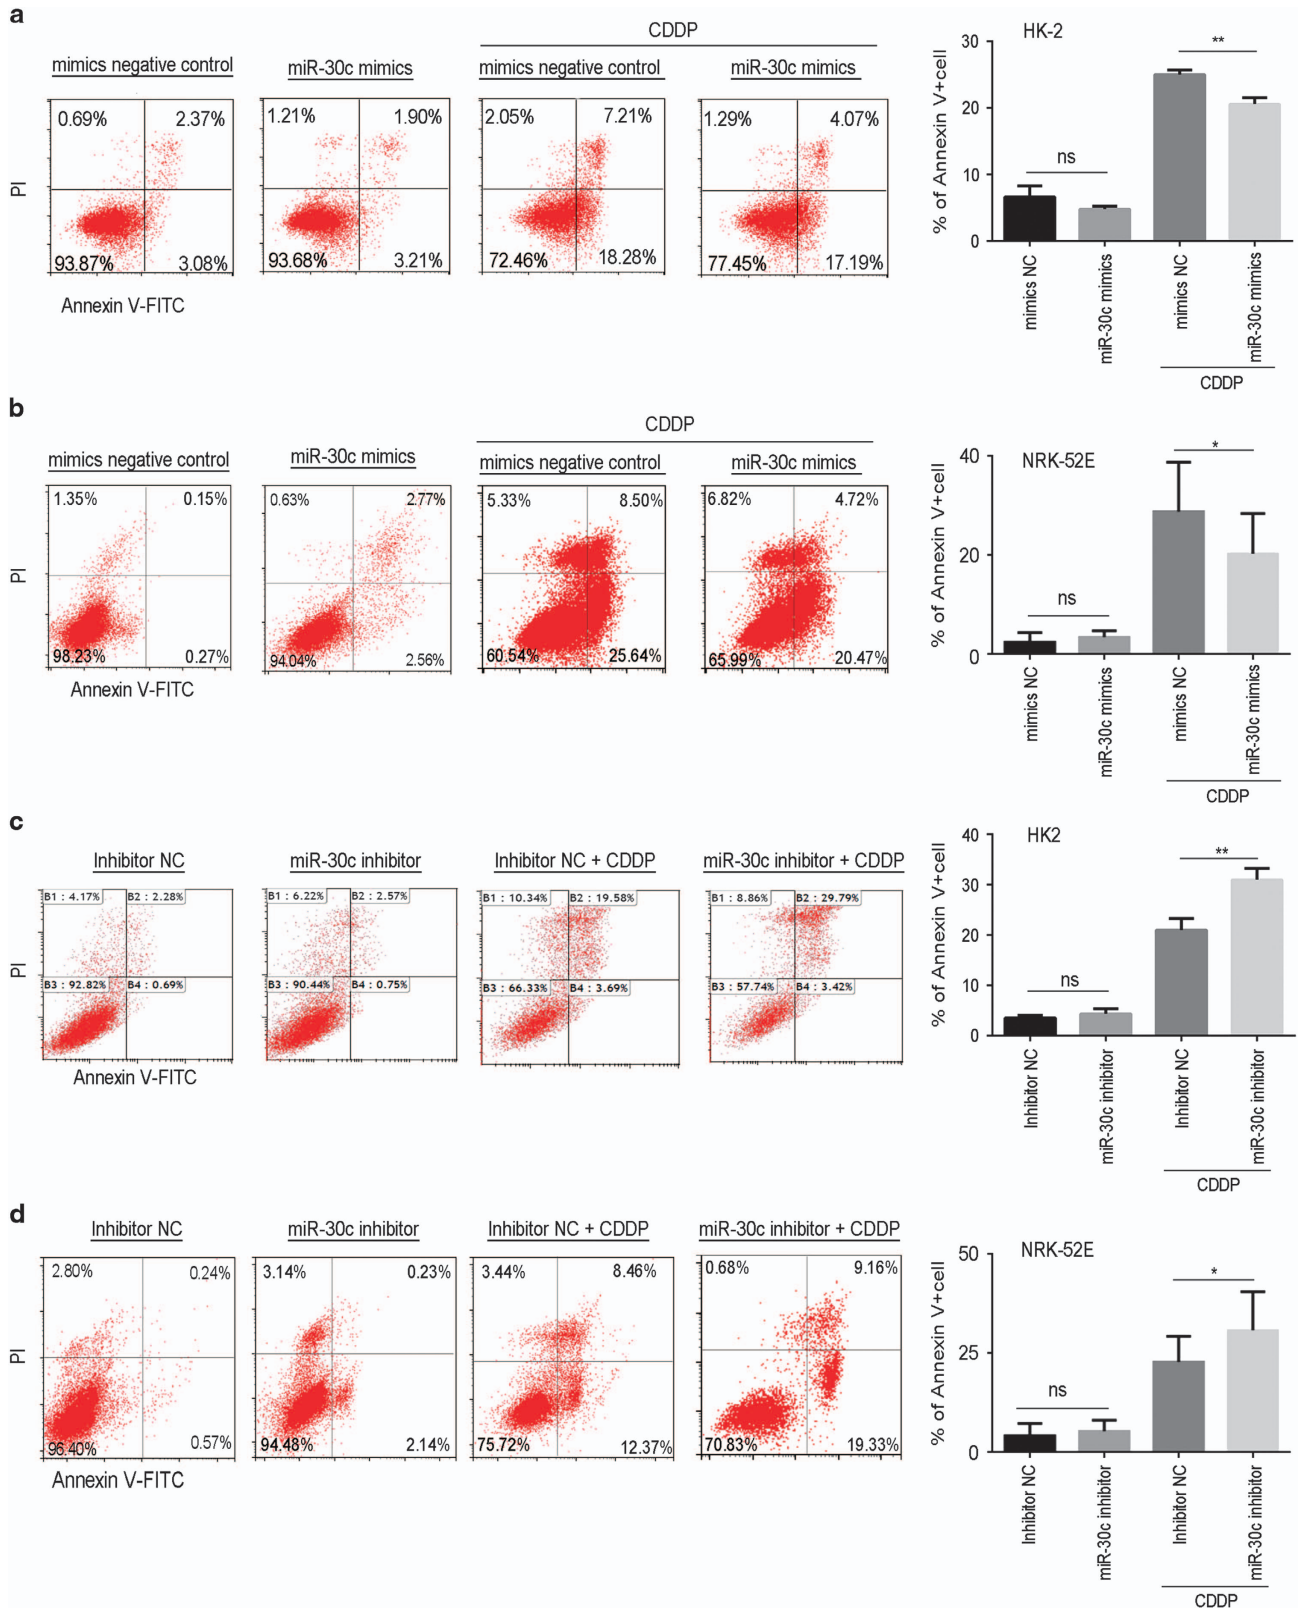 a
CDDP
mimics negative control
miR-30c mimics
mimics negative control
miR-30c mimics
0.69% 2.37%
1.21% 1.90%
2.05% 7.21%
1.29% 4.07%
PI
93.87% 3.08%
93.68% 3.21%
72.46% 18.28%
77.45% 17.19%
Annexin V-FITC
HK-2
% of Annexin V+cell
30
20
10
0
ns
**
mimics NC
miR-30c mimics
mimics NC
miR-30c mimics
CDDP
b
CDDP
mimics negative control
miR-30c mimics
mimics negative control
miR-30c mimics
1.35% 0.15%
0.63% 2.77%
5.33% 8.50%
6.82% 4.72%
PI
98.23% 0.27%
94.04% 2.56%
60.54% 25.64%
65.99% 20.47%
Annexin V-FITC
NRK-52E
% of Annexin V+cell
40
20
0
ns
*
mimics NC
miR-30c mimics
mimics NC
miR-30c mimics
CDDP
c
Inhibitor NC
miR-30c inhibitor
Inhibitor NC + CDDP
miR-30c inhibitor + CDDP
B1 : 4.17% B2 : 2.28%
B1 : 6.22% B2 : 2.57%
B1 : 10.34% B2 : 19.58%
B1 : 8.86% B2 : 29.79%
PI
B3 : 92.82% B4 : 0.69%
B3 : 90.44% B4 : 0.75%
B3 : 66.33% B4 : 3.69%
B3 : 57.74% B4 : 3.42%
Annexin V-FITC
HK2
% of Annexin V+cell
40
30
20
10
0
ns
**
Inhibitor NC
miR-30c inhibitor
Inhibitor NC
miR-30c inhibitor
CDDP
d
Inhibitor NC
miR-30c inhibitor
Inhibitor NC + CDDP
miR-30c inhibitor + CDDP
2.80% 0.24%
3.14% 0.23%
3.44% 8.46%
0.68% 9.16%
PI
96.40% 0.57%
94.48% 2.14%
75.72% 12.37%
70.83% 19.33%
Annexin V-FITC
NRK-52E
% of Annexin V+cell
50
25
0
ns
*
Inhibitor NC
miR-30c inhibitor
Inhibitor NC
miR-30c inhibitor
CDDP